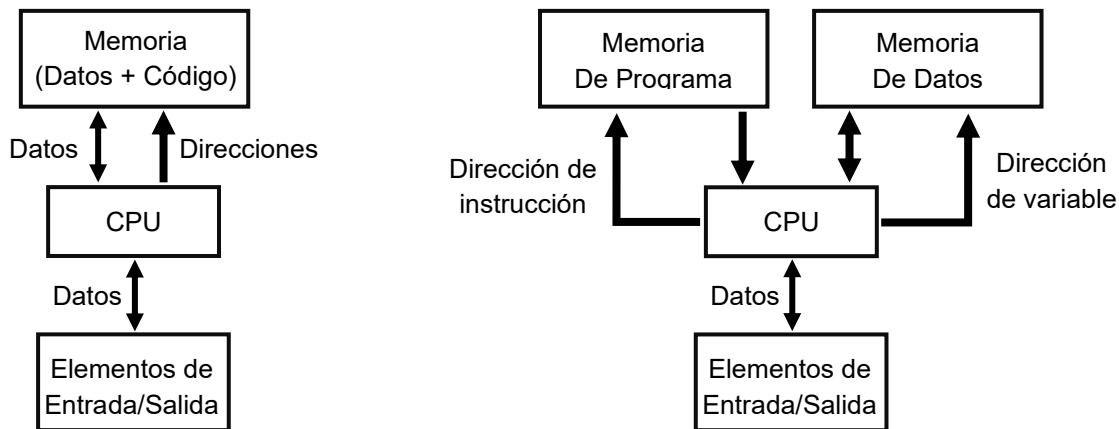 Memoria
(Datos + Código)
Datos
Direcciones
CPU
Datos
Elementos de
Entrada/Salida
Memoria
De Programa
Memoria
De Datos
Dirección de
instrucción
Dirección
de variable
CPU
Datos
Elementos de
Entrada/Salida